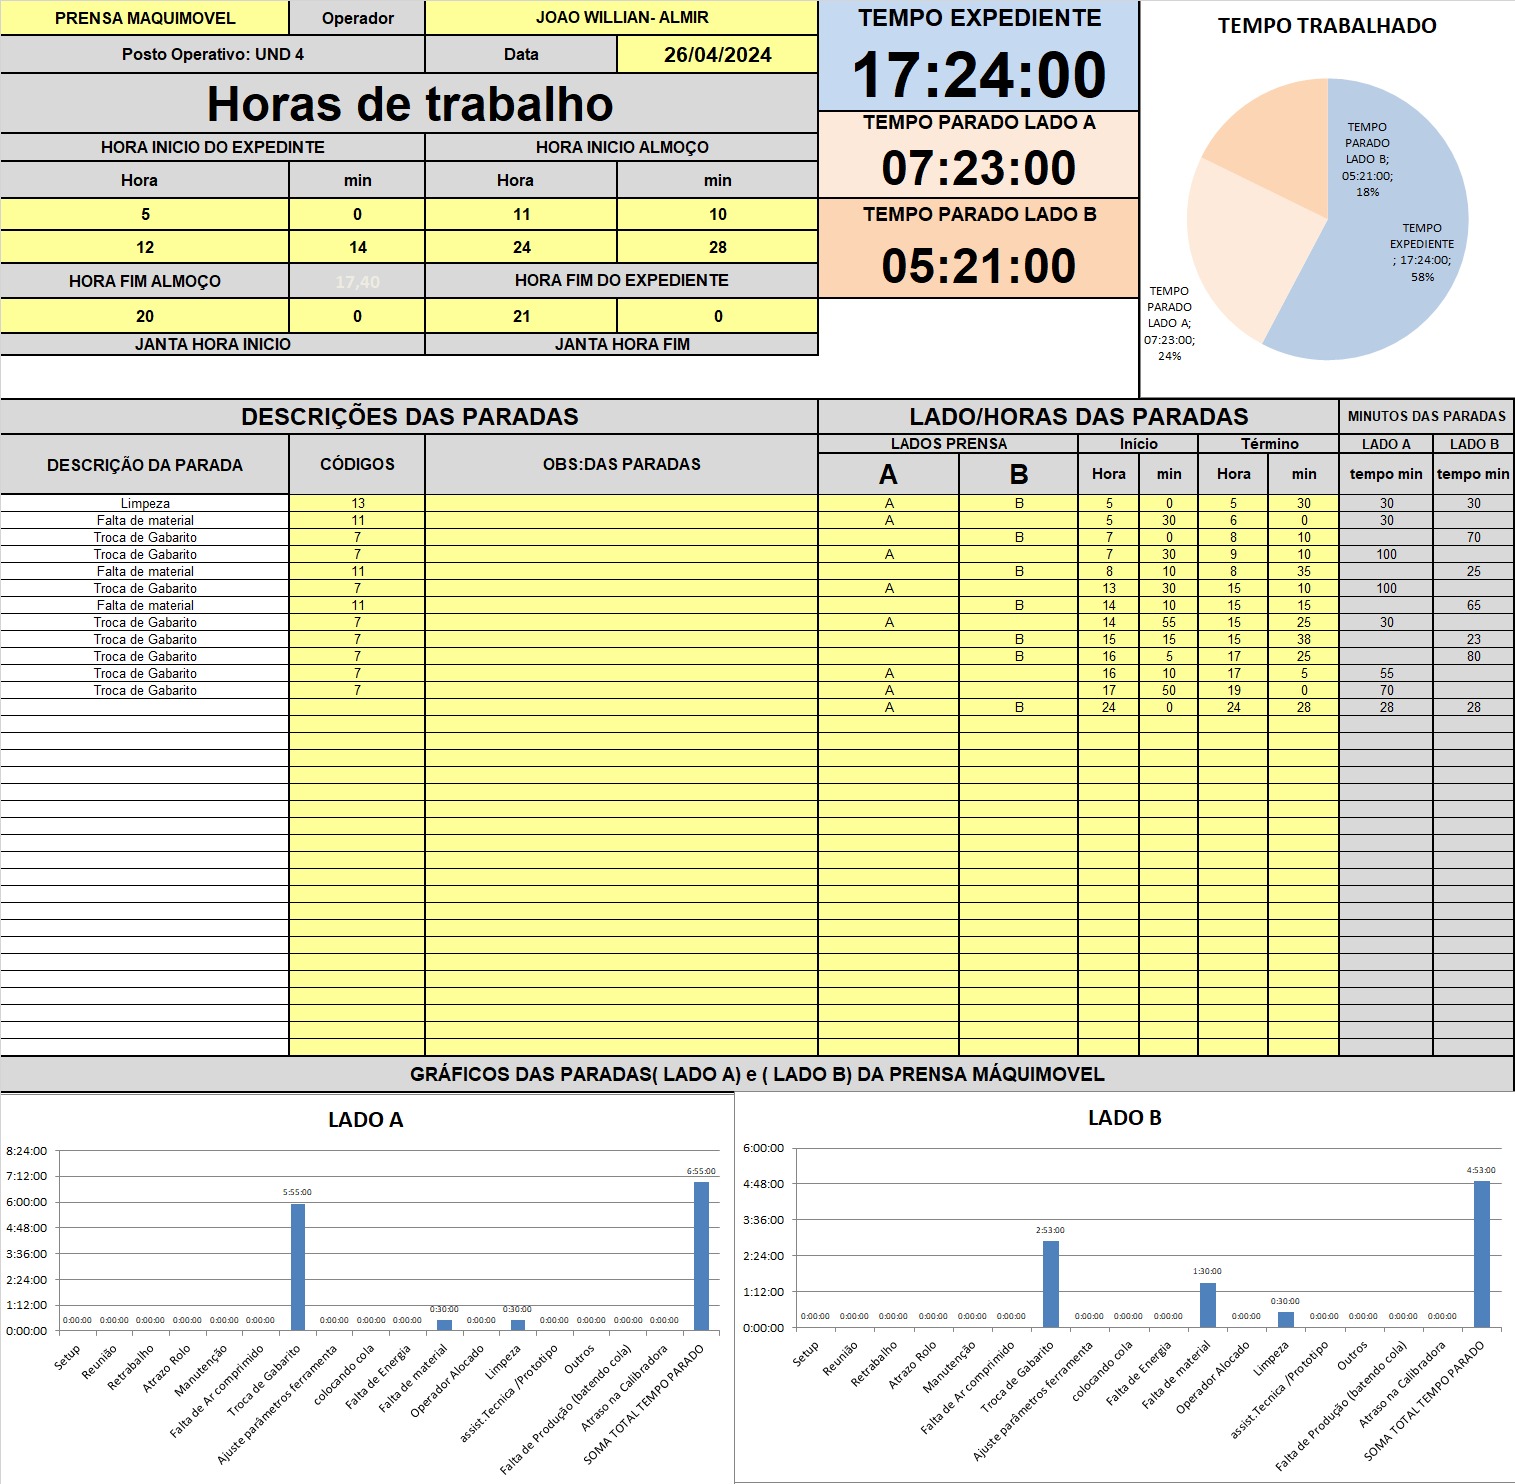 PRENSA MAQUIMOVEL Operador JOAO WILLIAN- ALMIR
Posto Operativo: UND 4 Data 26/04/2024
Horas de trabalho
HORA INICIO DO EXPEDINTE HORA INICIO ALMOÇO
Hora min Hora min
5 0 11 10
12 14 24 28
HORA FIM ALMOÇO 17,40 HORA FIM DO EXPEDIENTE
20 0 21 0
JANTA HORA INICIO JANTA HORA FIM
TEMPO EXPEDIENTE
17:24:00
TEMPO PARADO LADO A
07:23:00
TEMPO PARADO LADO B
05:21:00
TEMPO TRABALHADO
TEMPO
PARADO
LADO B;
05:21:00;
18%
TEMPO
EXPEDIENTE
; 17:24:00;
58%
TEMPO
PARADO
LADO A;
07:23:00;
24%
DESCRIÇÕES DAS PARADAS LADO/HORAS DAS PARADAS MINUTOS DAS PARADAS
DESCRIÇÃO DA PARADA CÓDIGOS OBS:DAS PARADAS LADOS PRENSA Início Término LADO A LADO B
A B Hora min Hora min tempo min tempo min
Limpeza 13 A B 5 0 5 30 30 30
Falta de material 11 A 5 30 6 0 30
Troca de Gabarito 7 B 7 0 8 10 70
Troca de Gabarito 7 A 7 30 9 10 100
Falta de material 11 B 8 10 8 35 25
Troca de Gabarito 7 A 13 30 15 10 100
Falta de material 11 B 14 10 15 15 65
Troca de Gabarito 7 A 14 55 15 25 30
Troca de Gabarito 7 B 15 15 15 38 23
Troca de Gabarito 7 B 16 5 17 25 80
Troca de Gabarito 7 A 16 10 17 5 55
Troca de Gabarito 7 A 17 50 19 0 70
A B 24 0 24 28 28 28
GRÁFICOS DAS PARADAS( LADO A) e ( LADO B) DA PRENSA MÁQUIMOVEL
LADO A
8:24:00
7:12:00
6:00:00
4:48:00
3:36:00
2:24:00
1:12:00
0:00:00
0:00:00 0:00:00 0:00:00 0:00:00 0:00:00 0:00:00 5:55:00 0:00:00 0:00:00 0:00:00 0:30:00 0:00:00 0:30:00 0:00:00 0:00:00 0:00:00 0:00:00 6:55:00
Setup
Reunião
Retrabalho
Atrazo Rolo
Manutenção
Falta de Ar comprimido
Troca de Gabarito
Ajuste parâmetros ferramenta
colocando cola
Falta de Energia
Falta de material
Operador Alocado
Limpeza
assist.Tecnica /Prototipo
Outros
Falta de Produção (batendo cola)
Atraso na Calibradora
SOMA TOTAL TEMPO PARADO
LADO B
6:00:00
4:48:00
3:36:00
2:24:00
1:12:00
0:00:00
0:00:00 0:00:00 0:00:00 0:00:00 0:00:00 0:00:00 2:53:00 0:00:00 0:00:00 0:00:00 1:30:00 0:00:00 0:30:00 0:00:00 0:00:00 0:00:00 0:00:00 4:53:00
Setup
Reunião
Retrabalho
Atrazo Rolo
Manutenção
Falta de Ar comprimido
Troca de Gabarito
Ajuste parâmetros ferramenta
colocando cola
Falta de Energia
Falta de material
Operador Alocado
Limpeza
assist.Tecnica /Prototipo
Outros
Falta de Produção (batendo cola)
Atraso na Calibradora
SOMA TOTAL TEMPO PARADO